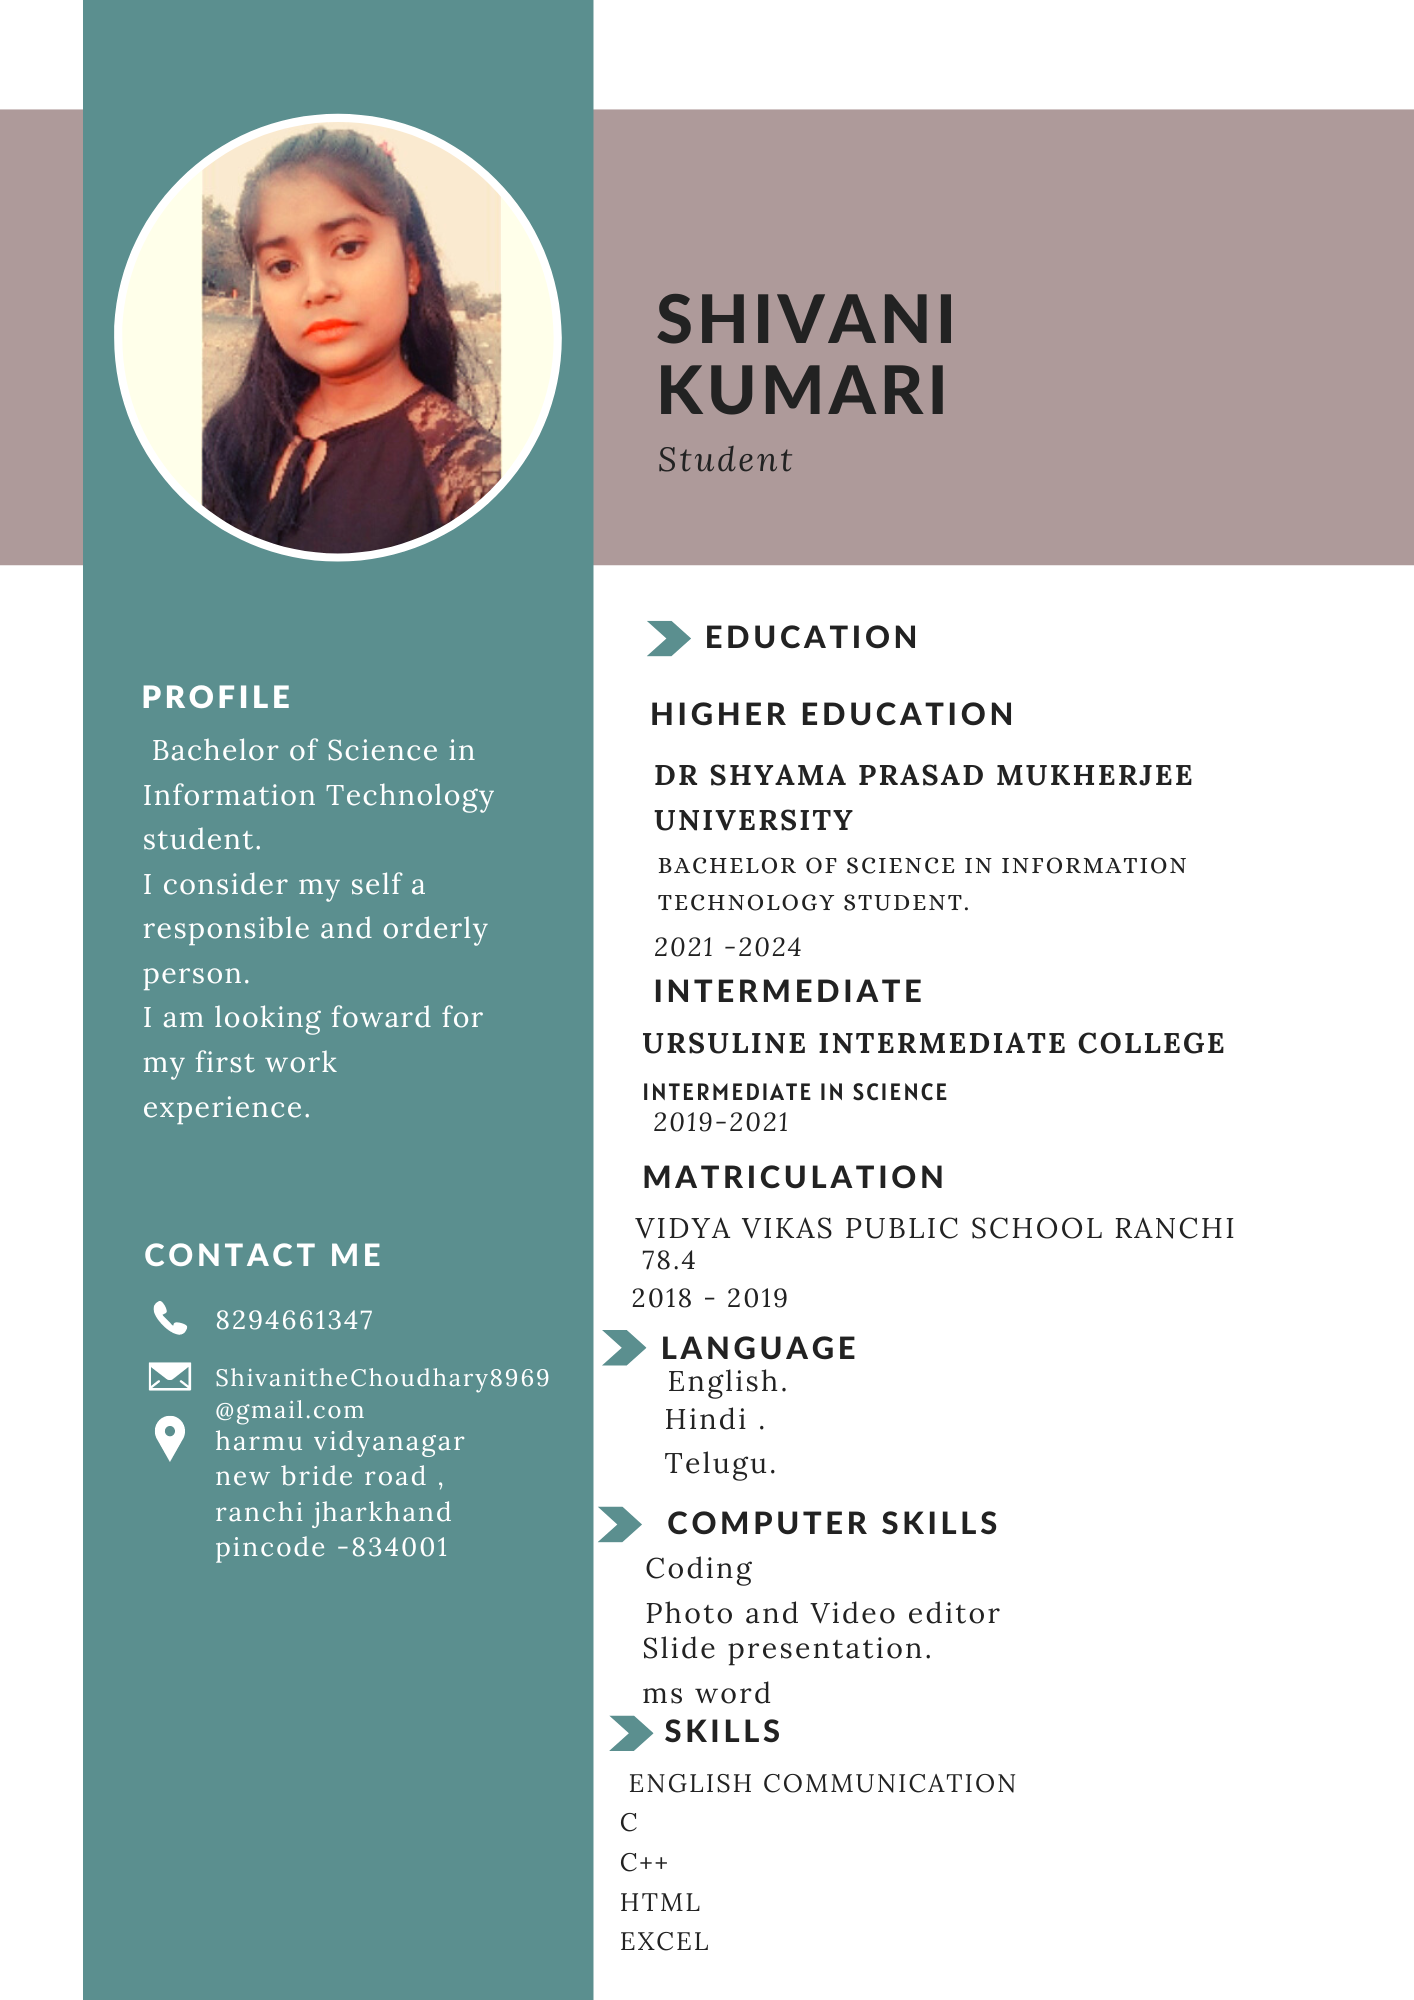 SHIVANI
KUMARI
Student
PROFILE
Bachelor of Science in
Information Technology
student.
I consider my self a
responsible and orderly
person.
I am looking foward for
my first work
experience.
CONTACT ME
8294661347
ShivanitheChoudhary8969
@gmail.com
harmu vidyanagar
new bride road ,
ranchi jharkhand
pincode -834001
EDUCATION
HIGHER EDUCATION
DR SHYAMA PRASAD MUKHERJEE
UNIVERSITY
BACHELOR OF SCIENCE IN INFORMATION
TECHNOLOGY STUDENT.
2021 -2024
INTERMEDIATE
URSULINE INTERMEDIATE COLLEGE
INTERMEDIATE IN SCIENCE
2019-2021
MATRICULATION
VIDYA VIKAS PUBLIC SCHOOL RANCHI
78.4
2018 - 2019
LANGUAGE
English.
Hindi .
Telugu.
COMPUTER SKILLS
Coding
Photo and Video editor
Slide presentation.
ms word
SKILLS
ENGLISH COMMUNICATION
C
C++
HTML
EXCEL